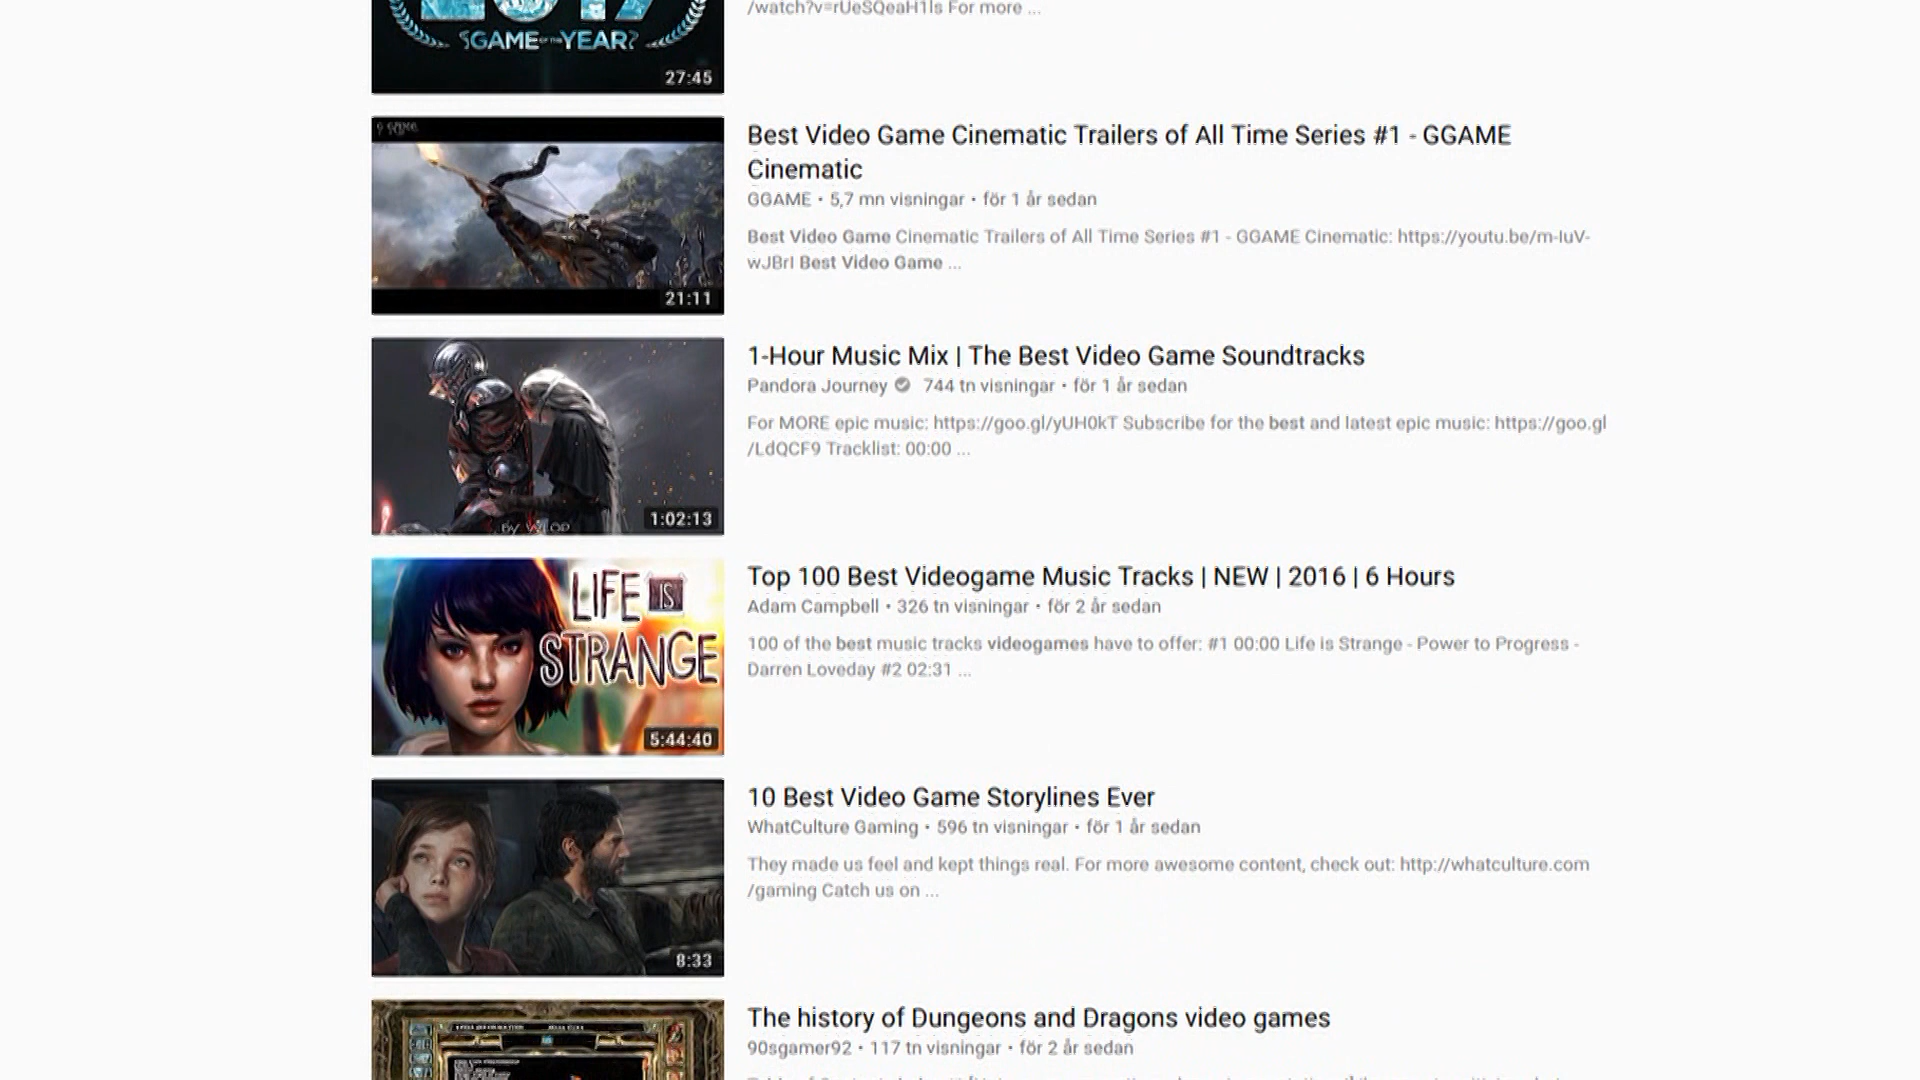 /watch?v=rUeSQeaH1ls For more ...
2017
GAME OF THE YEAR
27:45
Best Video Game Cinematic Trailers of All Time Series #1 - GGAME
Cinematic
GGAME • 5,7 mn visningar • för 1 år sedan
Best Video Game Cinematic Trailers of All Time Series #1 - GGAME Cinematic: https://youtu.be/m-IuV-
wJBrI Best Video Game ...
21:11
1-Hour Music Mix | The Best Video Game Soundtracks
Pandora Journey 744 tn visningar • för 1 år sedan
For MORE epic music: https://goo.gl/yUH0kT Subscribe for the best and latest epic music: https://goo.gl
/LdQCF9 Tracklist: 00:00 ...
BY WLOP
1:02:13
LIFE IS
STRANGE
5:44:40
Top 100 Best Videogame Music Tracks | NEW | 2016 | 6 Hours
Adam Campbell • 326 tn visningar • för 2 år sedan
100 of the best music tracks videogames have to offer: #1 00:00 Life is Strange - Power to Progress -
Darren Loveday #2 02:31 ...
10 Best Video Game Storylines Ever
WhatCulture Gaming • 596 tn visningar • för 1 år sedan
They made us feel and kept things real. For more awesome content, check out: http://whatculture.com
/gaming Catch us on ...
8:33
The history of Dungeons and Dragons video games
90sgamer92 • 117 tn visningar • för 2 år sedan